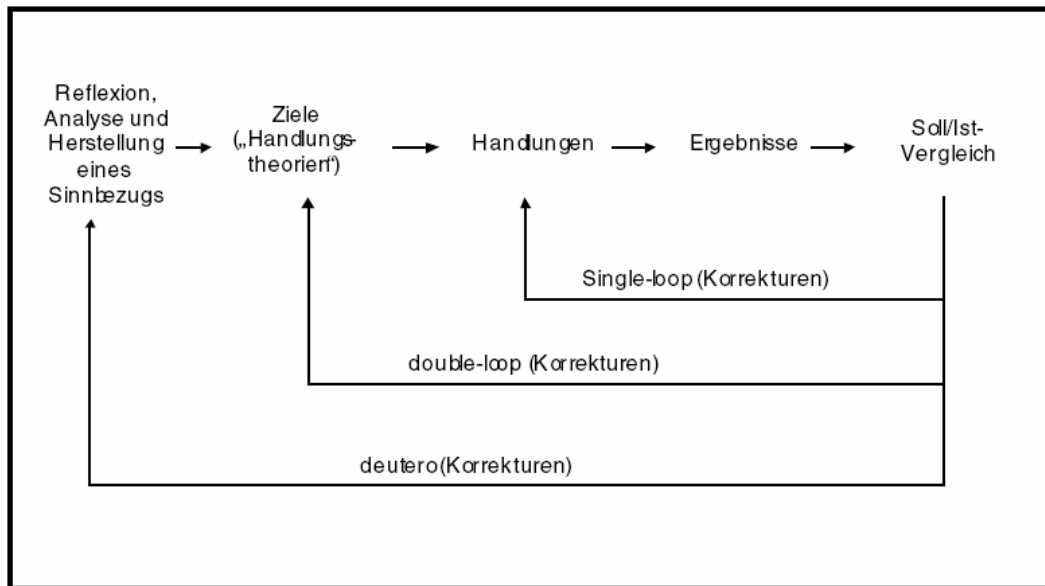 Reflexion,
Analyse und
Herstellung
eines
Sinnbezugs
Ziele
(„Handlungs-
theorien“)
Handlungen
Ergebnisse
Soll/Ist-
Vergleich
Single-loop (Korrekturen)
double-loop (Korrekturen)
deutero (Korrekturen)